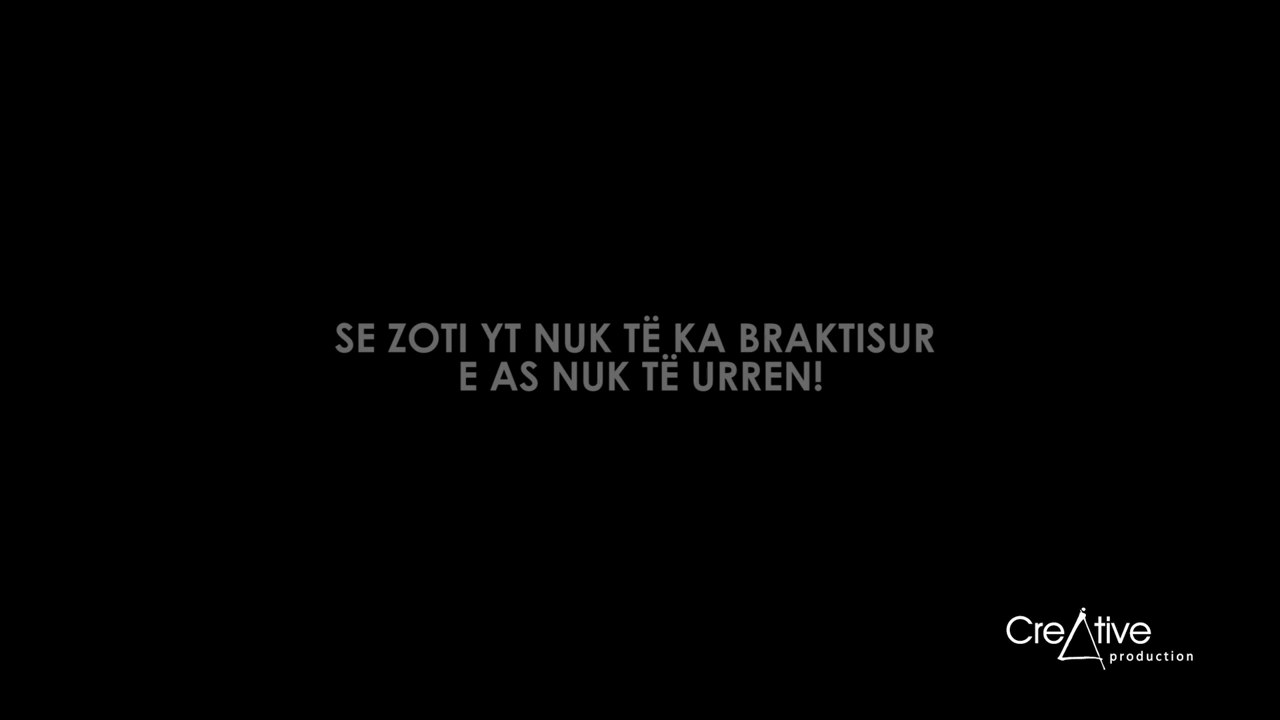 SE ZOTI YT NUK TË KA BRAKTISUR
E AS NUK TË URREN!
Creative
production